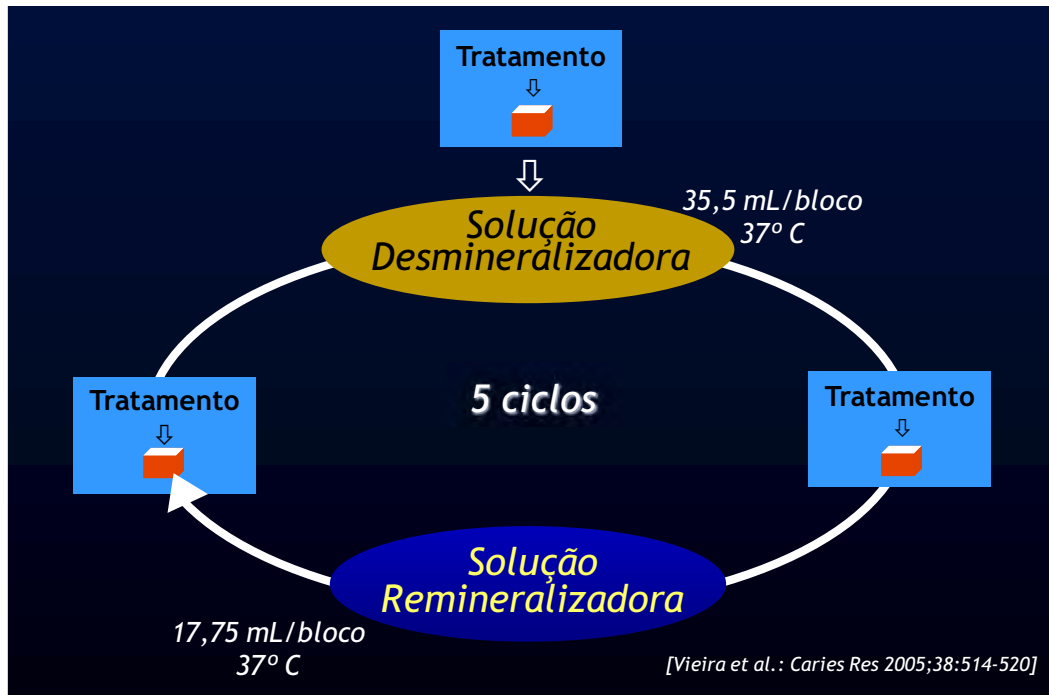 Tratamento
Solução
Desmineralizadora
35,5 mL/bloco
37º C
Tratamento
5 ciclos
Tratamento
Solução
Remineralizadora
17,75 mL/bloco
37º C
[Vieira et al.: Caries Res 2005;38:514-520]